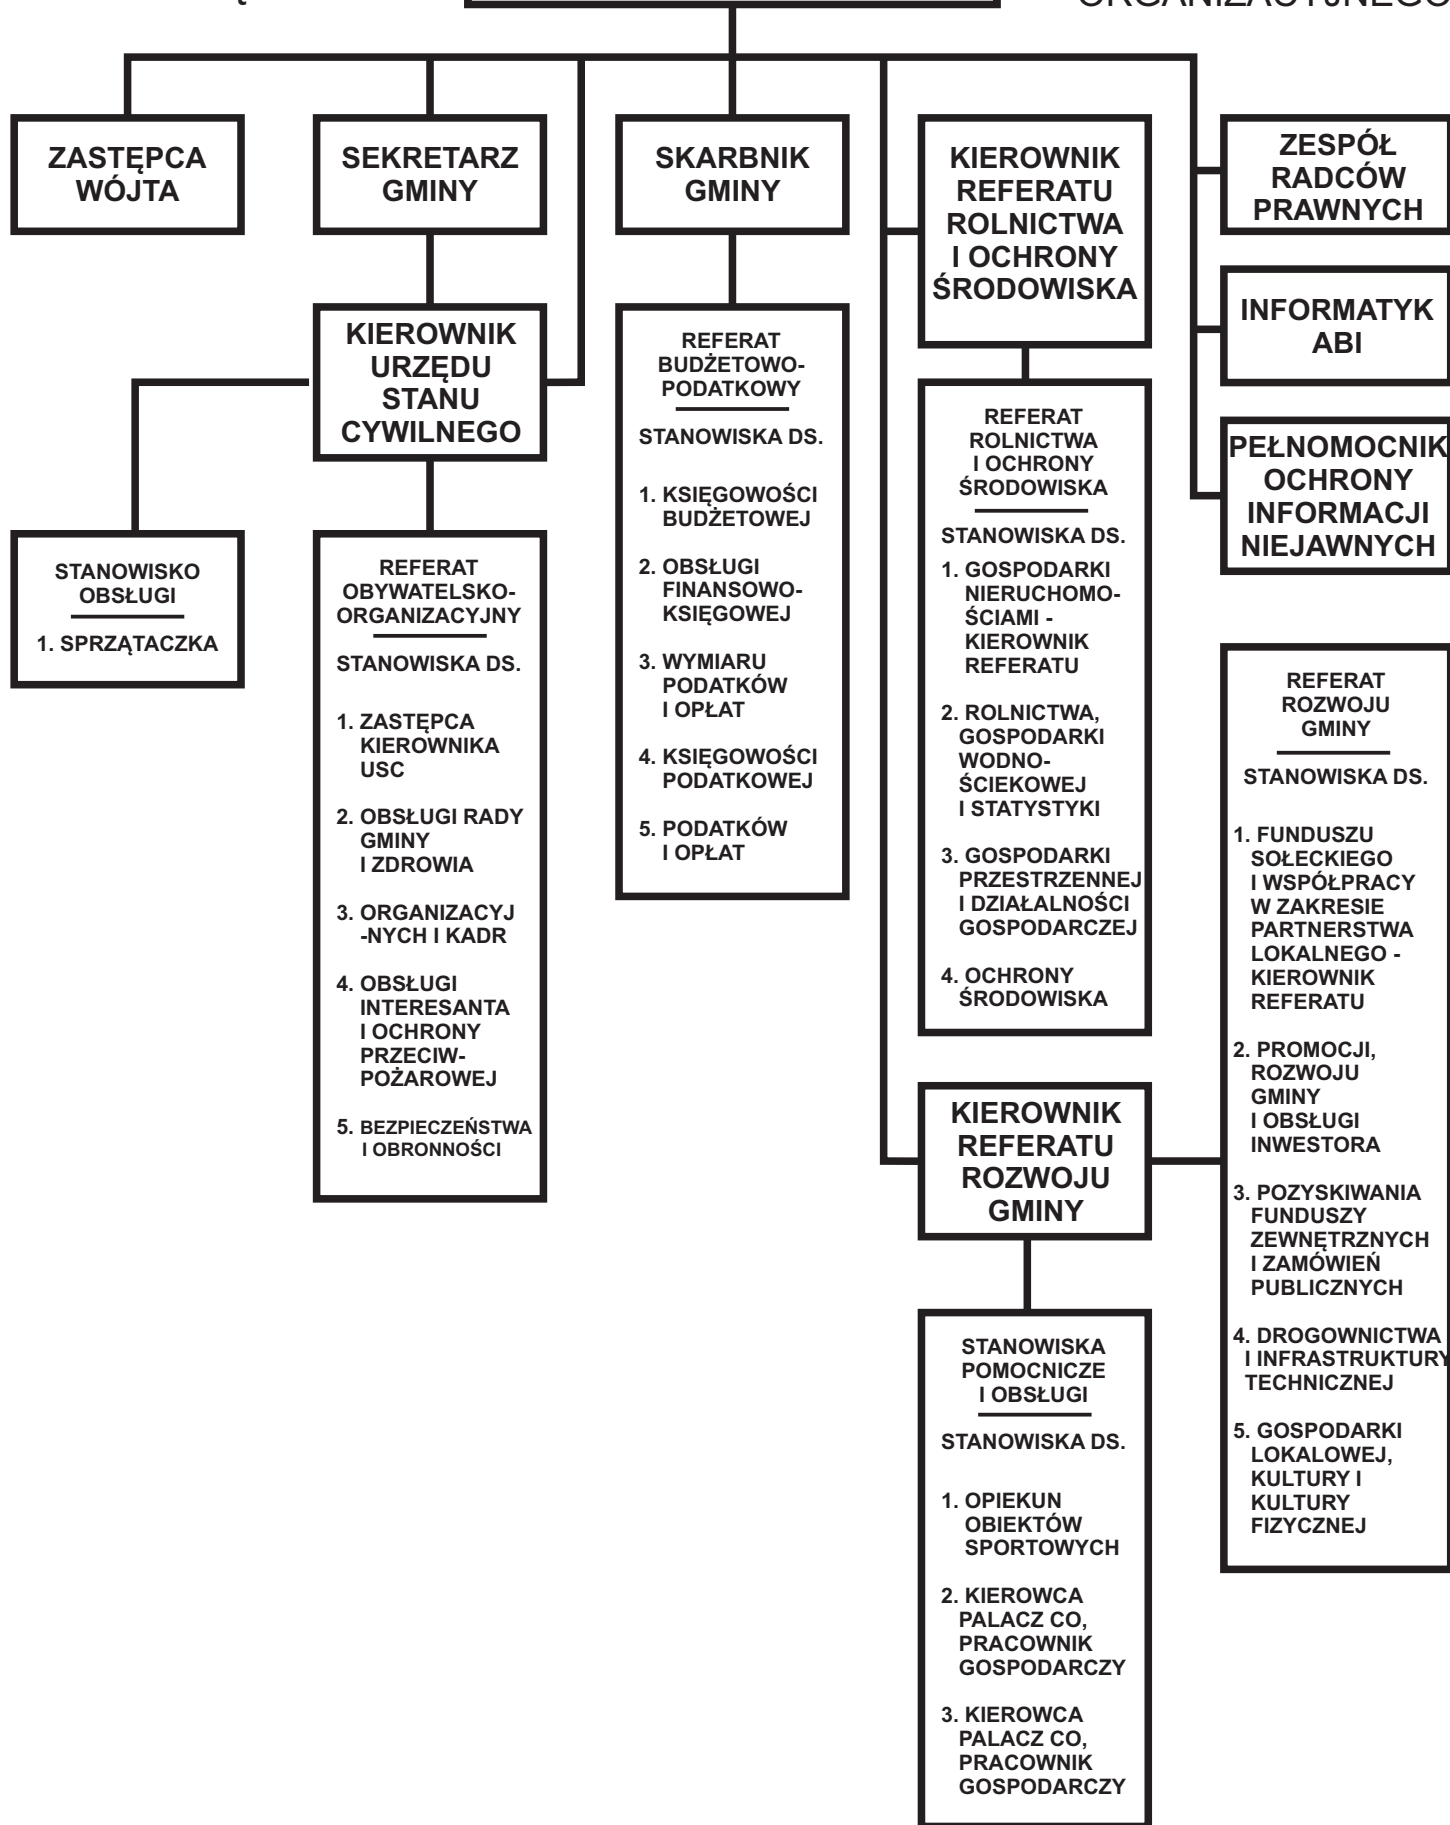 ORGANIZACYJNEGO
ZASTĘPCA
WÓJTA
SEKRETARZ
GMINY
SKARBNIK
GMINY
KIEROWNIK
REFERATU
ROLNICTWA
I OCHRONY
ŚRODOWISKA
ZESPÓŁ
RADCÓW
PRAWNYCH
INFORMATYK
ABI
PEŁNOMOCNIK
OCHRONY
INFORMACJI
NIEJAWNYCH
KIEROWNIK
URZĘDU
STANU
CYWILNEGO
STANOWISKO
OBSŁUGI
1. SPRZĄTACZKA
REFERAT
OBYWATELSKO-
ORGANIZACYJNY
STANOWISKA DS.
1. ZASTĘPCA
KIEROWNIKA
USC
2. OBSŁUGI RADY
GMINY
I ZDROWIA
3. ORGANIZACYJ
-NYCH I KADR
4. OBSŁUGI
INTERESANTA
I OCHRONY
PRZECIW-
POŻAROWEJ
5. BEZPIECZEŃSTWA
I OBRONNOŚCI
REFERAT
BUDŻETOWO-
PODATKOWY
STANOWISKA DS.
1. KSIĘGOWOŚCI
BUDŻETOWEJ
2. OBSŁUGI
FINANSOWO-
KSIĘGOWEJ
3. WYMIARU
PODATKÓW
I OPŁAT
4. KSIĘGOWOŚCI
PODATKOWEJ
5. PODATKÓW
I OPŁAT
REFERAT
ROLNICTWA
I OCHRONY
ŚRODOWISKA
STANOWISKA DS.
1. GOSPODARKI
NIERUCHOMO-
ŚCIAMI -
KIEROWNIK
REFERATU
2. ROLNICTWA,
GOSPODARKI
WODNO-
ŚCIEKOWEJ
I STATYSTYKI
3. GOSPODARKI
PRZESTRZENNEJ
I DZIAŁALNOŚCI
GOSPODARCZEJ
4. OCHRONY
ŚRODOWISKA
KIEROWNIK
REFERATU
ROZWOJU
GMINY
STANOWISKA
POMOCNICZE
I OBSŁUGI
STANOWISKA DS.
1. OPIEKUN
OBIEKTÓW
SPORTOWYCH
2. KIEROWCA
PALACZ CO,
PRACOWNIK
GOSPODARCZY
3. KIEROWCA
PALACZ CO,
PRACOWNIK
GOSPODARCZY
REFERAT
ROZWOJU
GMINY
STANOWISKA DS.
1. FUNDUSZU
SOŁECKIEGO
I WSPÓŁPRACY
W ZAKRESIE
PARTNERSTWA
LOKALNEGO -
KIEROWNIK
REFERATU
2. PROMOCJI,
ROZWOJU
GMINY
I OBSŁUGI
INWESTORA
3. POZYSKIWANIA
FUNDUSZY
ZEWNĘTRZNYCH
I ZAMÓWIEŃ
PUBLICZNYCH
4. DROGOWNICTWA
I INFRASTRUKTURY
TECHNICZNEJ
5. GOSPODARKI
LOKALOWEJ,
KULTURY I
KULTURY
FIZYCZNEJ